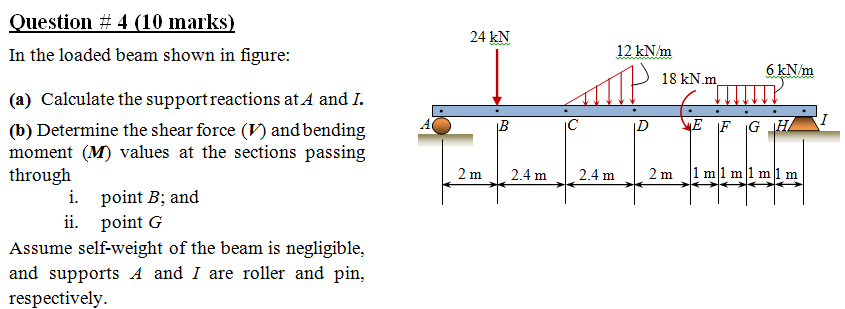 Question # 4 (10 marks)
In the loaded beam shown in figure:
(a) Calculate the support reactions at A and I.
(b) Determine the shear force (V) and bending
moment (M) values at the sections passing
through
i. point B; and
ii. point G
Assume self-weight of the beam is negligible,
and supports A and I are roller and pin,
respectively.
24 kN
12 kN/m
18 kN.m
6 kN/m
A B C D E F G H I
2 m 2.4 m 2.4 m 2 m 1 m 1 m 1 m 1 m